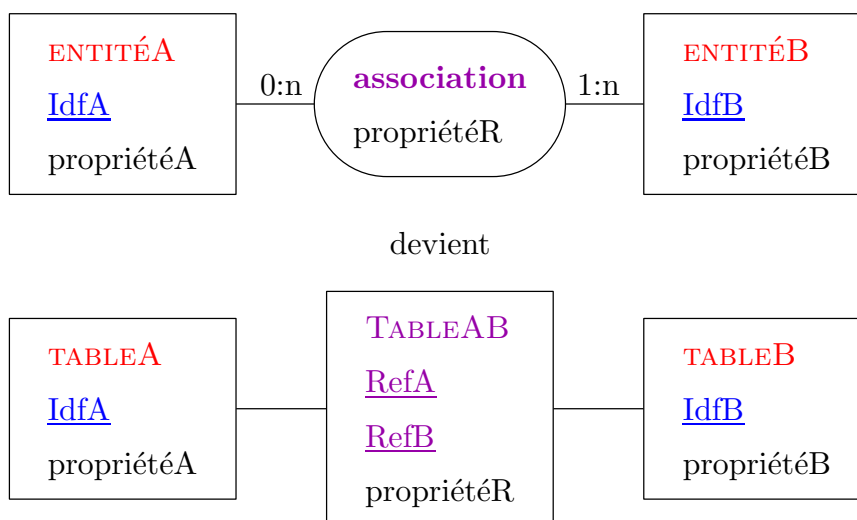 ENTITÉA
IdfA
propriétéA
0:n
association
propriétéR
1:n
ENTITÉB
IdfB
propriétéB
devient
TABLEA
IdfA
propriétéA
TABLEAB
RefA
RefB
propriétéR
TABLEB
IdfB
propriétéB